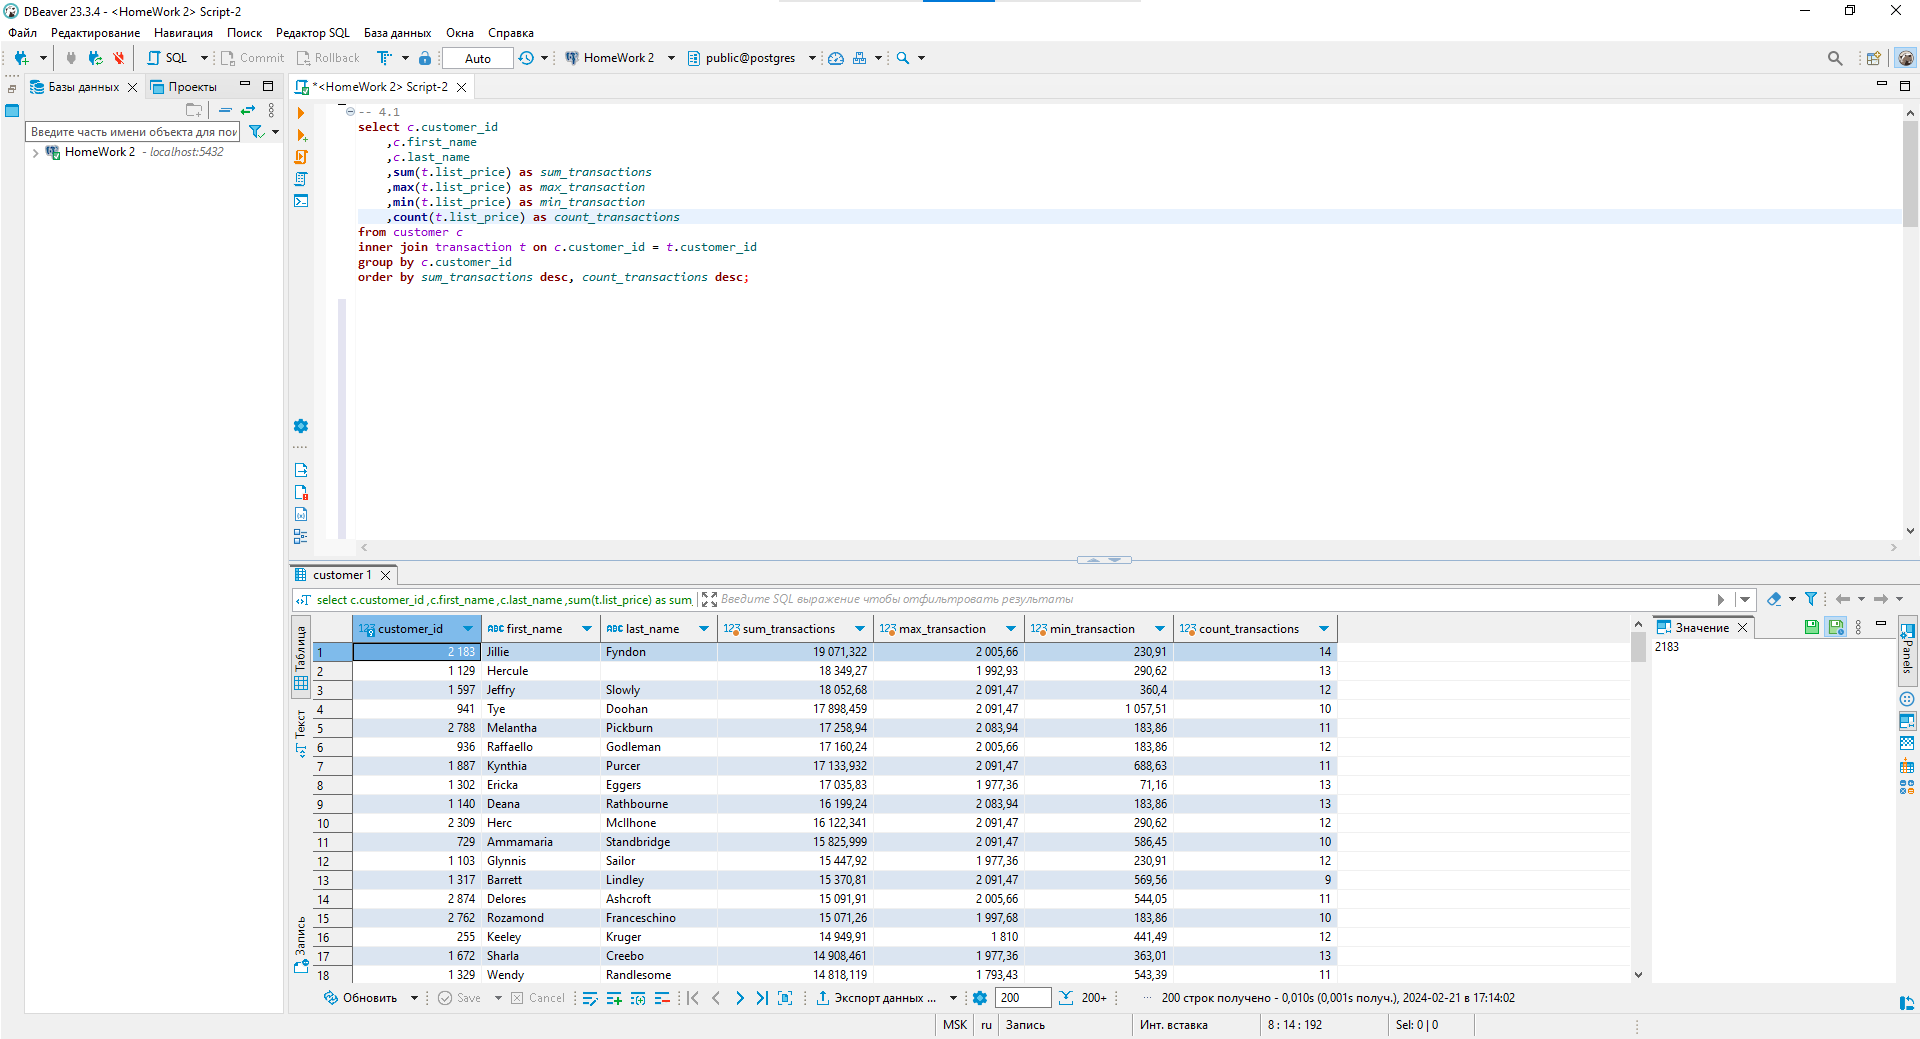 DBeaver 23.3.4 - <HomeWork 2> Script-2
Файл Редактирование Навигация Поиск Редактор SQL База данных Окна Справка
SQL Commit Rollback Auto HomeWork 2 public@postgres
Базы данных Проекты
*<HomeWork 2> Script-2
Введите часть имени объекта для пои
HomeWork 2 - localhost:5432
-- 4.1
select c.customer_id
,c.first_name
,c.last_name
,sum(t.list_price) as sum_transactions
,max(t.list_price) as max_transaction
,min(t.list_price) as min_transaction
,count(t.list_price) as count_transactions
from customer c
inner join transaction t on c.customer_id = t.customer_id
group by c.customer_id
order by sum_transactions desc, count_transactions desc;
customer 1
select c.customer_id ,c.first_name ,c.last_name ,sum(t.list_price) as sum_
Введите SQL выражение чтобы отфильтровать результаты
Таблица
Текст
Запись
123 customer_id ABC first_name ABC last_name 123 sum_transactions 123 max_transaction 123 min_transaction 123 count_transactions
1 2 183 Jillie Fyndon 19 071,322 2 005,66 230,91 14
2 1 129 Hercule 18 349,27 1 992,93 290,62 13
3 1 597 Jeffry Slowly 18 052,68 2 091,47 360,4 12
4 941 Tye Doohan 17 898,459 2 091,47 1 057,51 10
5 2 788 Melantha Pickburn 17 258,94 2 083,94 183,86 11
6 936 Raffaello Godleman 17 160,24 2 005,66 183,86 12
7 1 887 Kynthia Purcer 17 133,932 2 091,47 688,63 11
8 1 302 Ericka Eggers 17 035,83 1 977,36 71,16 13
9 1 140 Deana Rathbourne 16 199,24 2 083,94 183,86 13
10 2 309 Herc McIlhone 16 122,341 2 091,47 290,62 12
11 729 Ammamaria Standbridge 15 825,999 2 091,47 586,45 10
12 1 103 Glynnis Sailor 15 447,92 1 977,36 230,91 12
13 1 317 Barrett Lindley 15 370,81 2 091,47 569,56 9
14 2 874 Delores Ashcroft 15 091,91 2 005,66 544,05 11
15 2 762 Rozamond Franceschino 15 071,26 1 997,68 183,86 10
16 255 Keeley Kruger 14 949,91 1 810 441,49 12
17 1 672 Sharla Creebo 14 908,461 1 977,36 363,01 13
18 1 329 Wendy Randlesome 14 818,119 1 793,43 543,39 11
Значение
2183
Panels
Обновить Save Cancel Экспорт данных ... 200 200+ ··· 200 строк получено - 0,010s (0,001s получ.), 2024-02-21 в 17:14:02
MSK ru Запись Инт. вставка 8 : 14 : 192 Sel: 0 | 0